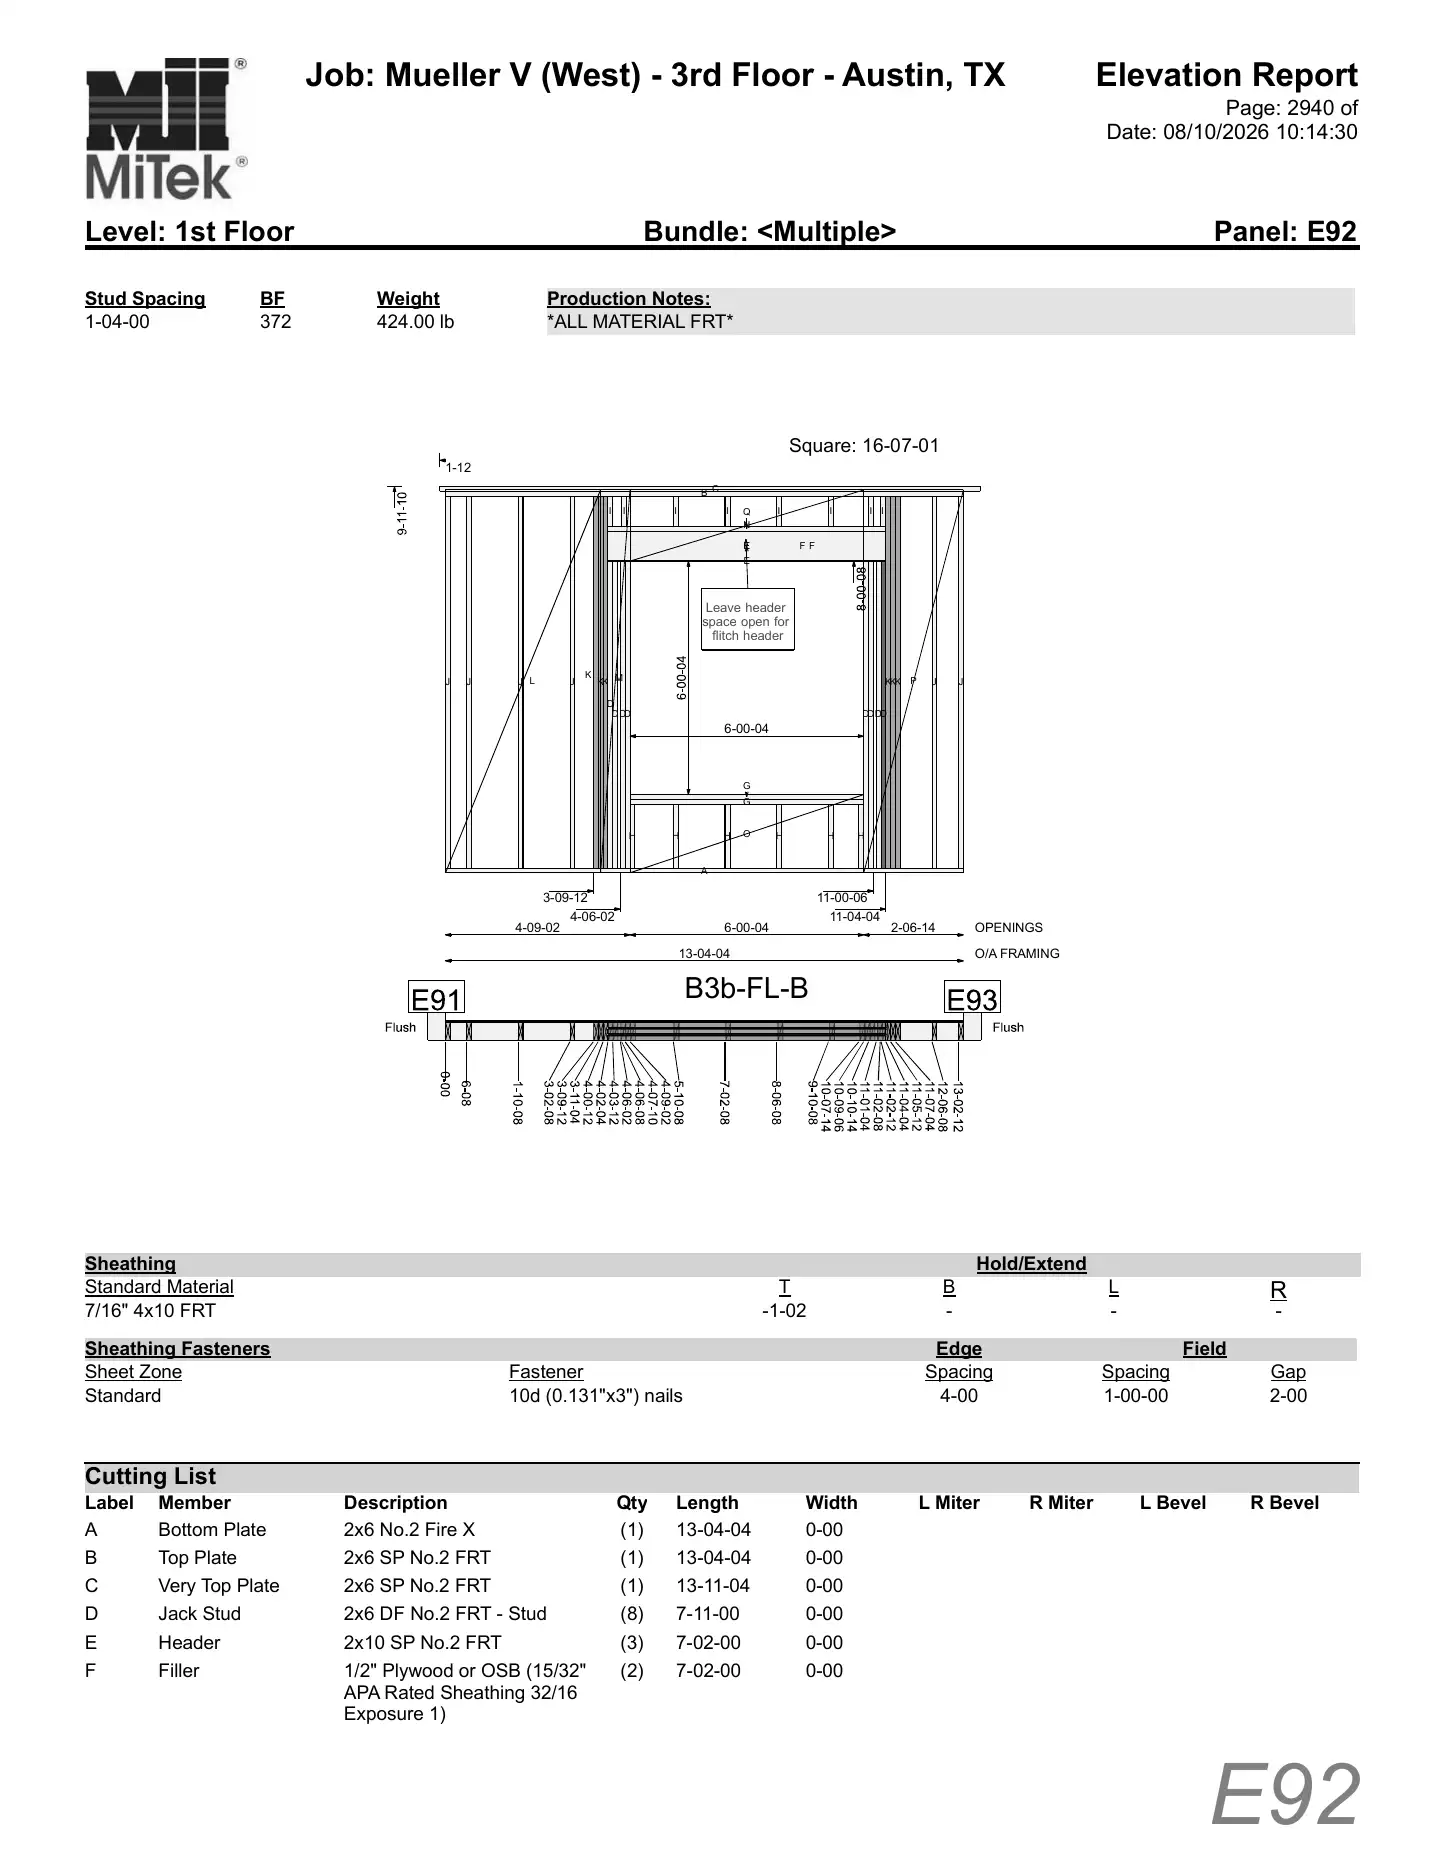 MiTek®
Job: Mueller V (West) - 3rd Floor - Austin, TX
Elevation Report
Page: 2940 of
Date: 08/10/2026 10:14:30
Level: 1st Floor Bundle: <Multiple> Panel: E92
Stud Spacing BF Weight Production Notes:
1-04-00 372 424.00 lb *ALL MATERIAL FRT*
Square: 16-07-01
1-12
9-11-10
C
B
I I I I Q I I I I
N
E F F
E
8-00-08
Leave header
space open for
flitch header
6-00-04
K
J J L J KK M KKK P J J
D
D DD DDDD
6-00-04
G
G
O
A
3-09-12 11-00-06
4-06-02 11-04-04
4-09-02 6-00-04 2-06-14 OPENINGS
13-04-04 O/A FRAMING
B3b-FL-B
E91 E93
Flush Flush
0-00
6-08
1-10-08
3-02-08
3-09-12
3-11-04
4-00-12
4-02-04
4-03-12
4-06-02
4-06-08
4-07-10
4-09-02
5-10-08
7-02-08
8-06-08
9-10-08
10-07-14
10-09-06
10-10-14
11-01-04
11-02-08
11-02-12
11-04-04
11-05-12
11-07-04
12-06-08
13-02-12
Sheathing Hold/Extend
Standard Material T B L R
7/16" 4x10 FRT -1-02 - - -
Sheathing Fasteners Edge Field
Sheet Zone Fastener Spacing Spacing Gap
Standard 10d (0.131"x3") nails 4-00 1-00-00 2-00
Cutting List
Label Member Description Qty Length Width L Miter R Miter L Bevel R Bevel
A Bottom Plate 2x6 No.2 Fire X (1) 13-04-04 0-00
B Top Plate 2x6 SP No.2 FRT (1) 13-04-04 0-00
C Very Top Plate 2x6 SP No.2 FRT (1) 13-11-04 0-00
D Jack Stud 2x6 DF No.2 FRT - Stud (8) 7-11-00 0-00
E Header 2x10 SP No.2 FRT (3) 7-02-00 0-00
F Filler 1/2" Plywood or OSB (15/32" (2) 7-02-00 0-00
APA Rated Sheathing 32/16
Exposure 1)
E92